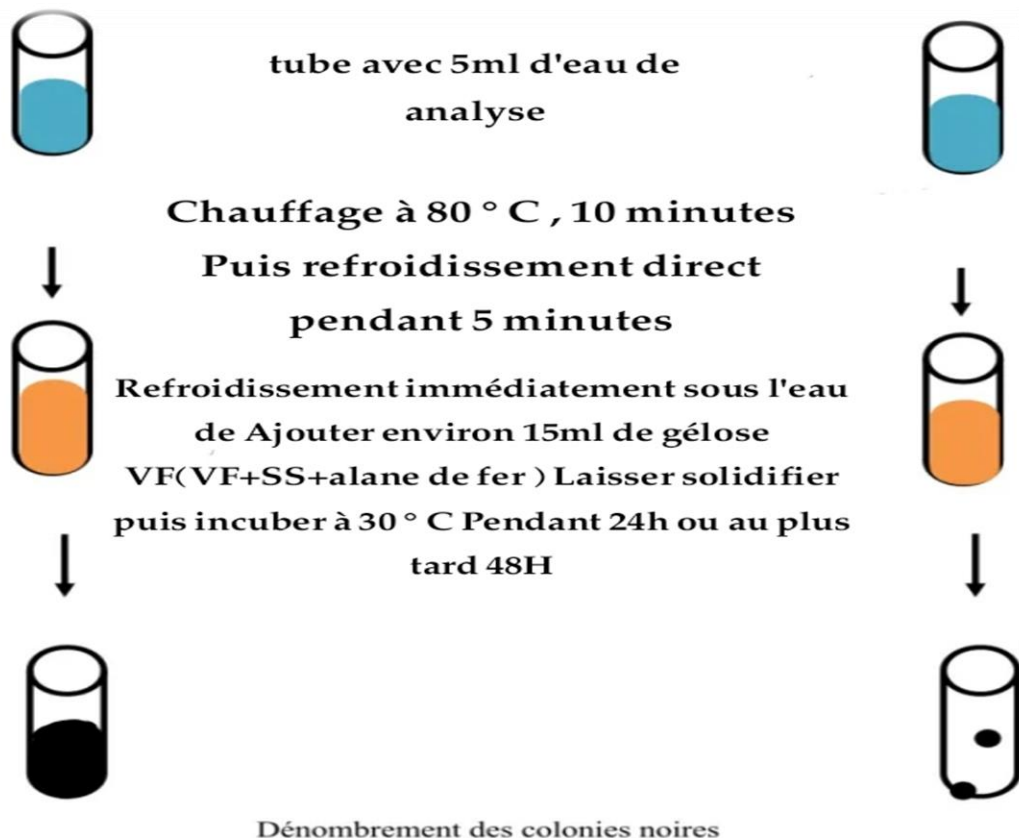 tube avec 5ml d'eau de
analyse
Chauffage à 80 ° C , 10 minutes
Puis refroidissement direct
pendant 5 minutes
Refroidissement immédiatement sous l'eau
de Ajouter environ 15ml de gélose
VF(VF+SS+alane de fer ) Laisser solidifier
puis incuber à 30 ° C Pendant 24h ou au plus
tard 48H
Dénombrement des colonies noires